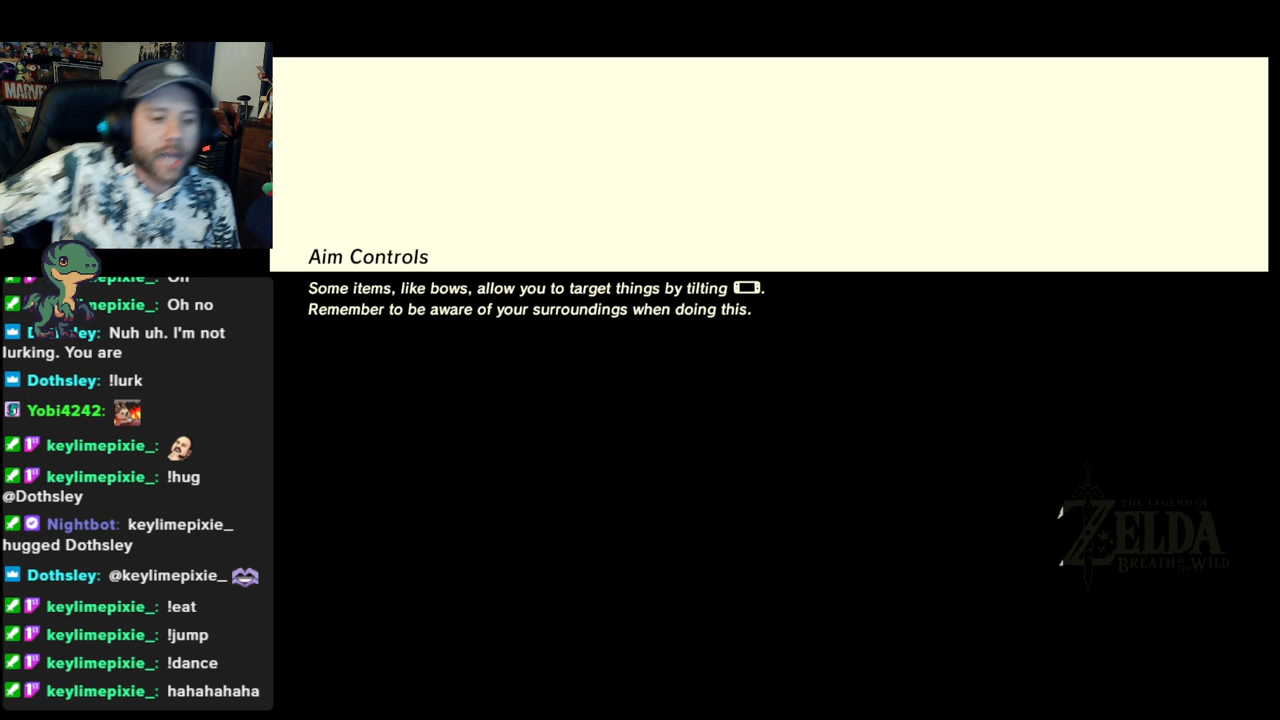 MARVEL
Aim Controls
Some items, like bows, allow you to target things by tilting .
Remember to be aware of your surroundings when doing this.
Oh
Oh no
Nuh uh. I'm not
lurking. You are
Dothsley: !lurk
Yobi4242:
keylimepixie_:
keylimepixie_: !hug
@Dothsley
Nightbot: keylimepixie_
hugged Dothsley
Dothsley: @keylimepixie_
keylimepixie_: !eat
keylimepixie_: !jump
keylimepixie_: !dance
keylimepixie_: hahahahaha
THE LEGEND OF
ZELDA
BREATH OF THE WILD